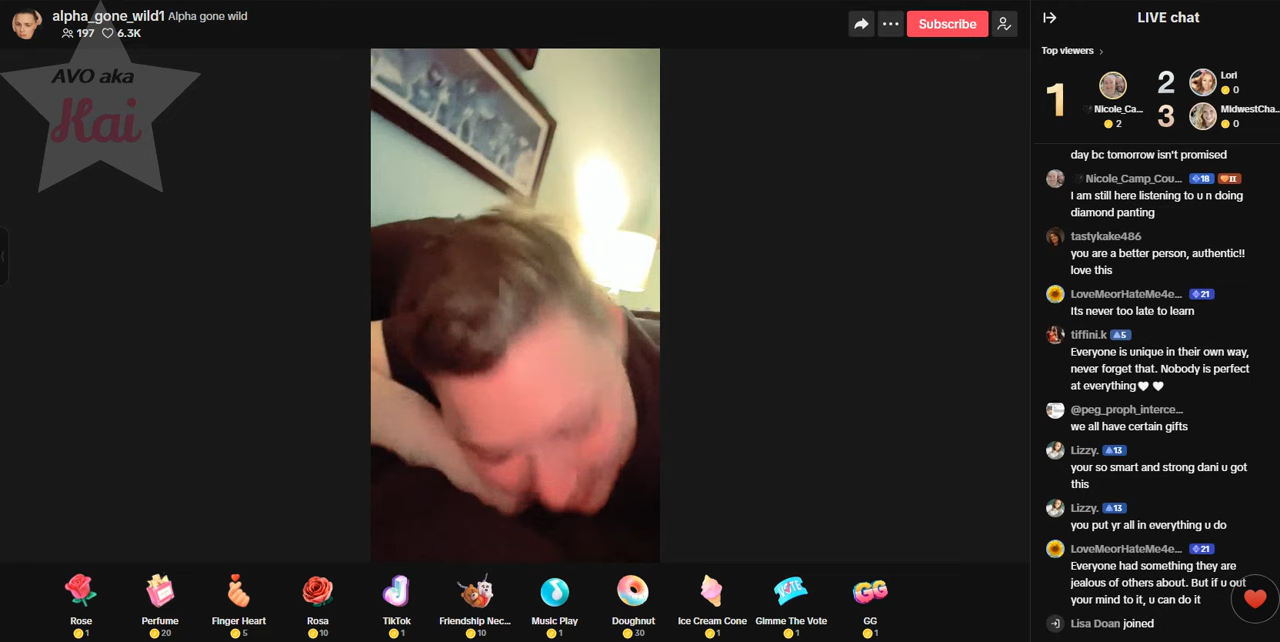 alpha_gone_wild1 Alpha gone wild
197 6.3K
AVO aka
Kai
Subscribe
LIVE chat
Top viewers
1
Nicole_Ca...
2
2
Lori
0
3
MidwestCha...
0
day bc tomorrow isn't promised
Nicole_Camp_Cou... 18 II
I am still here listening to u n doing
diamond panting
tastykake486
you are a better person, authentic!!
love this
LoveMeorHateMe4e... 21
Its never too late to learn
tiffini.k 5
Everyone is unique in their own way,
never forget that. Nobody is perfect
at everything🤍 🤍
@peg_proph_interce...
we all have certain gifts
Lizzy. 13
your so smart and strong dani u got
this
Lizzy. 13
you put yr all in everything u do
LoveMeorHateMe4e... 21
Everyone had something they are
jealous of others about. But if u out
your mind to it, u can do it
Lisa Doan joined
Rose
1
Perfume
20
Finger Heart
5
Rosa
10
TikTok
1
Friendship Nec...
10
Music Play
1
Doughnut
30
Ice Cream Cone
1
VOTE
Gimme The Vote
1
GG
GG
1